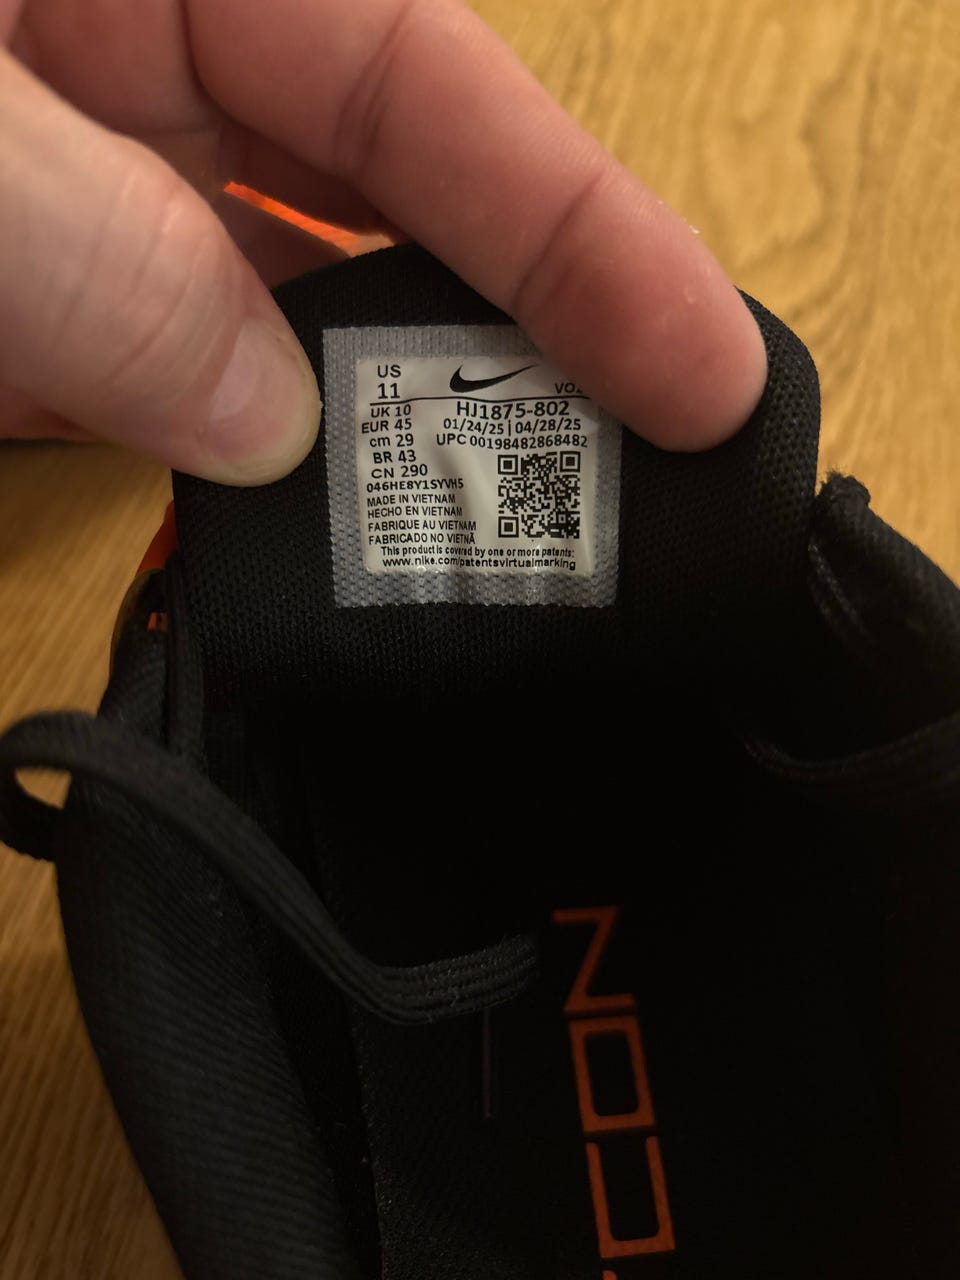 US
11
UK 10
EUR 45
cm 29
BR 43
CN 290
HJ1875-802
01/24/25 | 04/28/25
UPC 00198482868482
046HE8Y1SYVH5
MADE IN VIETNAM
HECHO EN VIETNAM
FABRIQUE AU VIETNAM
FABRICADO NO VIETNÃ
This product is covered by one or more patents:
www.nike.com/patentsvirtualmarking